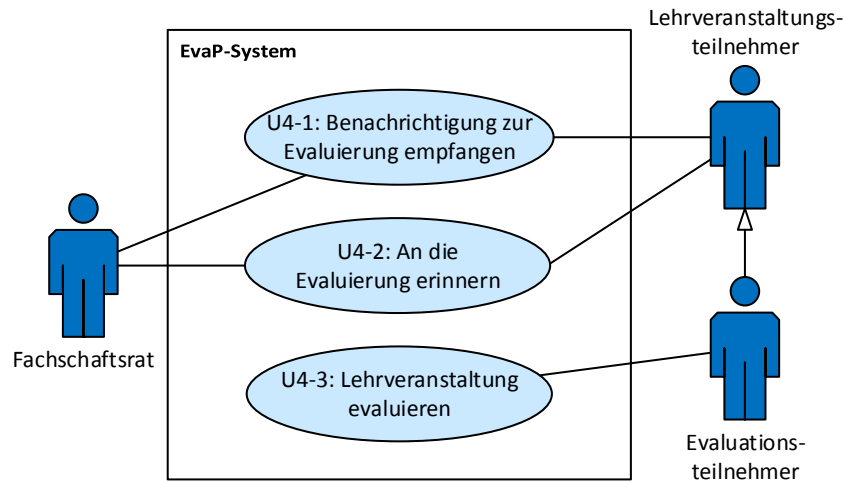 Lehrveranstaltungs-
teilnehmer
EvaP-System
U4-1: Benachrichtigung zur
Evaluierung empfangen
U4-2: An die
Evaluierung erinnern
Fachschaftsrat
U4-3: Lehrveranstaltung
evaluieren
Evaluations-
teilnehmer